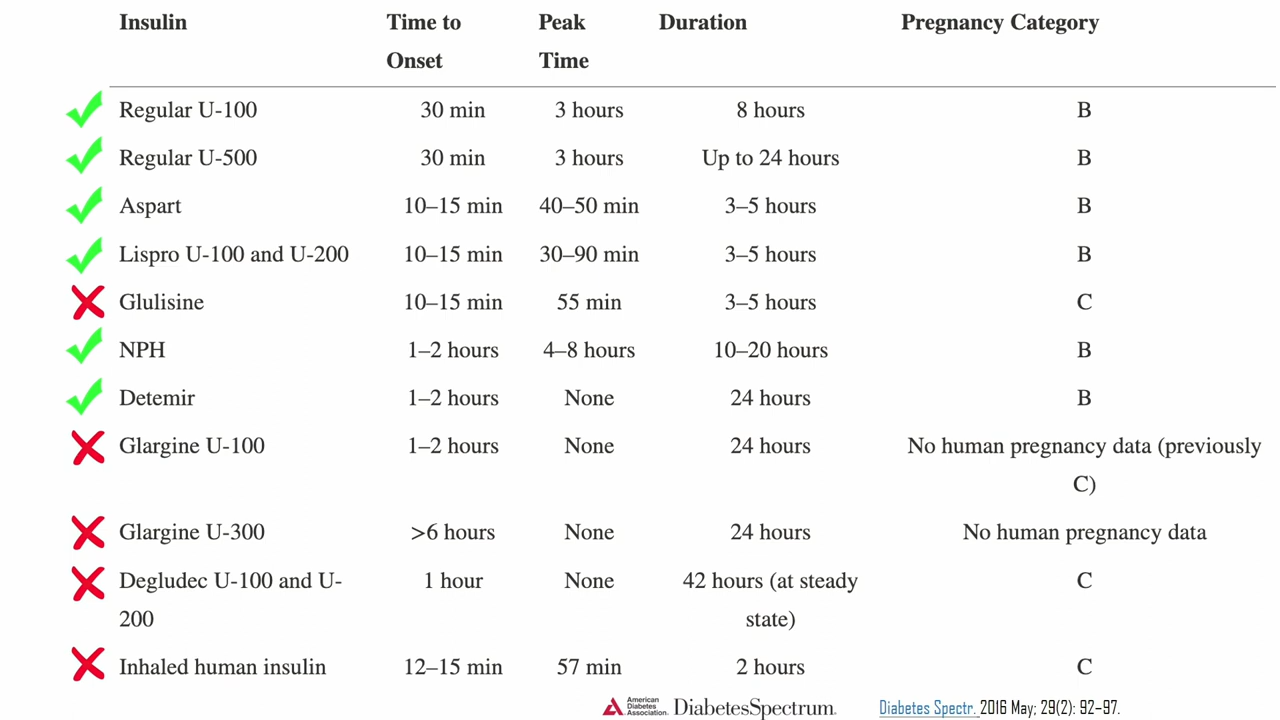 Insulin Time to Peak Duration Pregnancy Category
Onset Time
Regular U-100 30 min 3 hours 8 hours B
Regular U-500 30 min 3 hours Up to 24 hours B
Aspart 10–15 min 40–50 min 3–5 hours B
Lispro U-100 and U-200 10–15 min 30–90 min 3–5 hours B
Glulisine 10–15 min 55 min 3–5 hours C
NPH 1–2 hours 4–8 hours 10–20 hours B
Detemir 1–2 hours None 24 hours B
Glargine U-100 1–2 hours None 24 hours No human pregnancy data (previously
C)
Glargine U-300 >6 hours None 24 hours No human pregnancy data
Degludec U-100 and U- 1 hour None 42 hours (at steady C
200 state)
Inhaled human insulin 12–15 min 57 min 2 hours C
American
Diabetes
Association.
DiabetesSpectrum.
Diabetes Spectr. 2016 May; 29(2): 92–97.